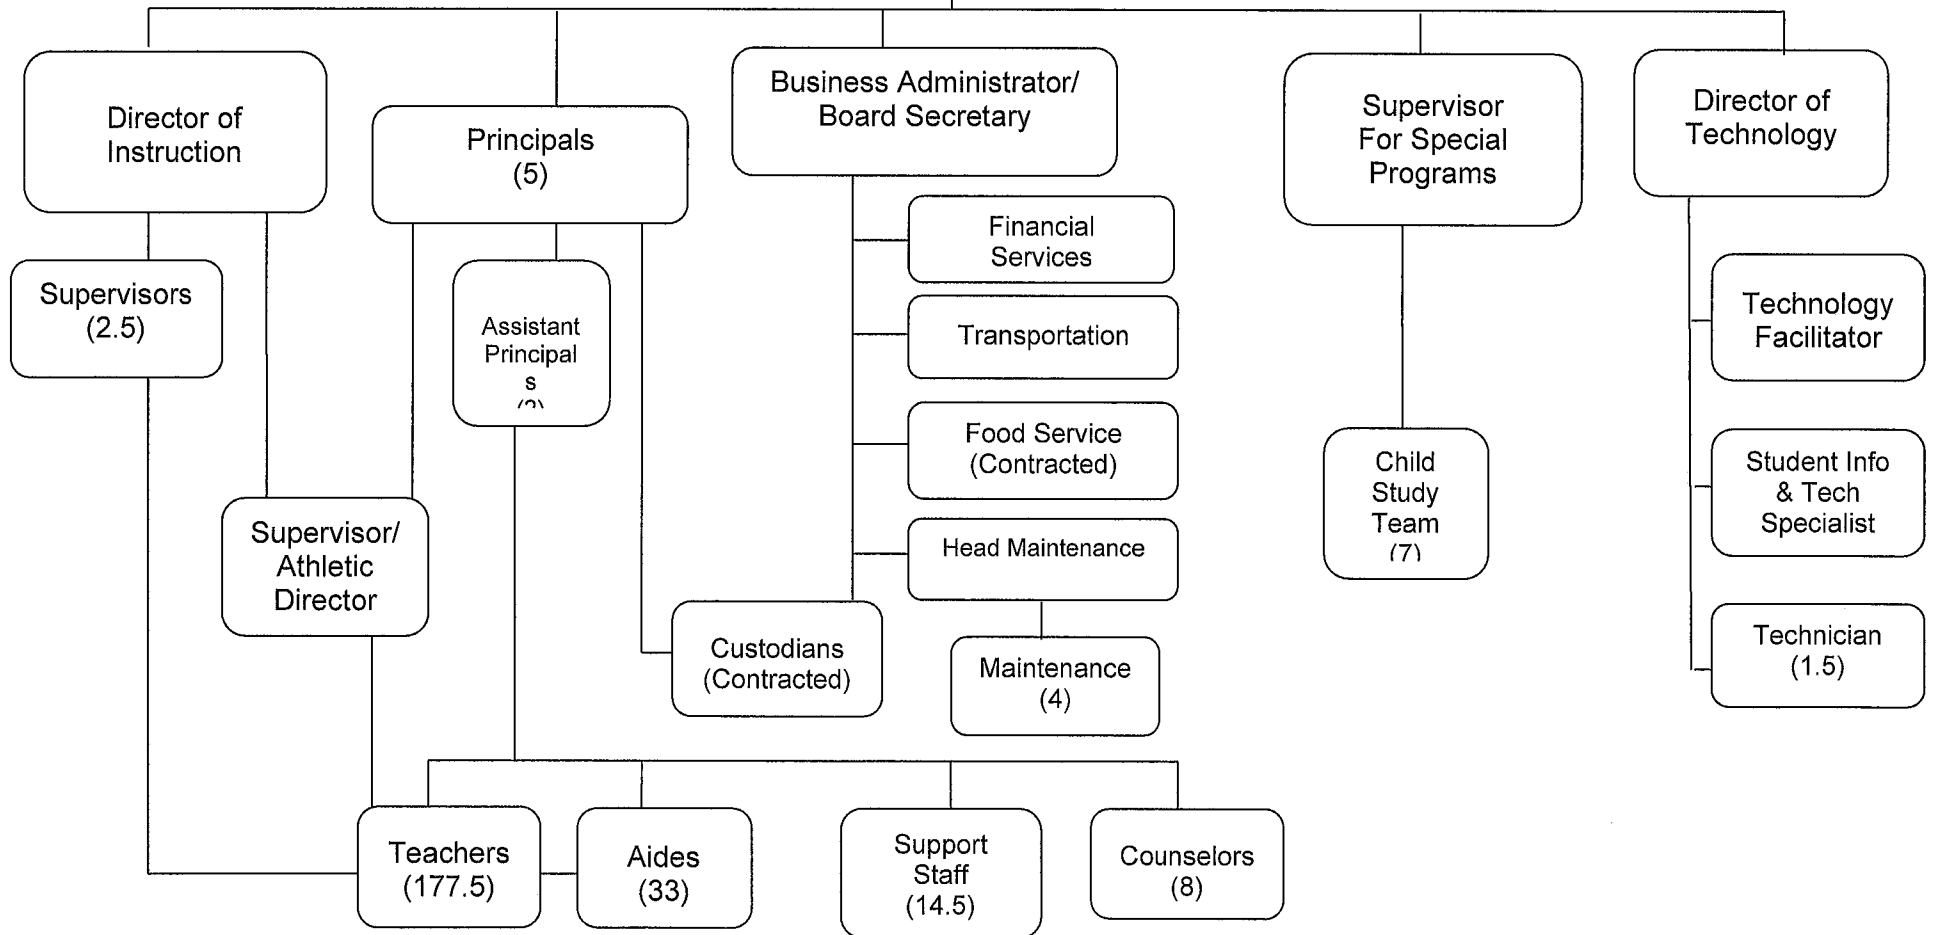 Director of
Instruction
Principals
(5)
Business Administrator/
Board Secretary
Supervisor
For Special
Programs
Director of
Technology
Supervisors
(2.5)
Assistant
Principal
s
Financial
Services
Transportation
Food Service
(Contracted)
Head Maintenance
Maintenance
(4)
Custodians
(Contracted)
Supervisor/
Athletic
Director
Child
Study
Team
(7)
Technology
Facilitator
Student Info
& Tech
Specialist
Technician
(1.5)
Teachers
(177.5)
Aides
(33)
Support
Staff
(14.5)
Counselors
(8)